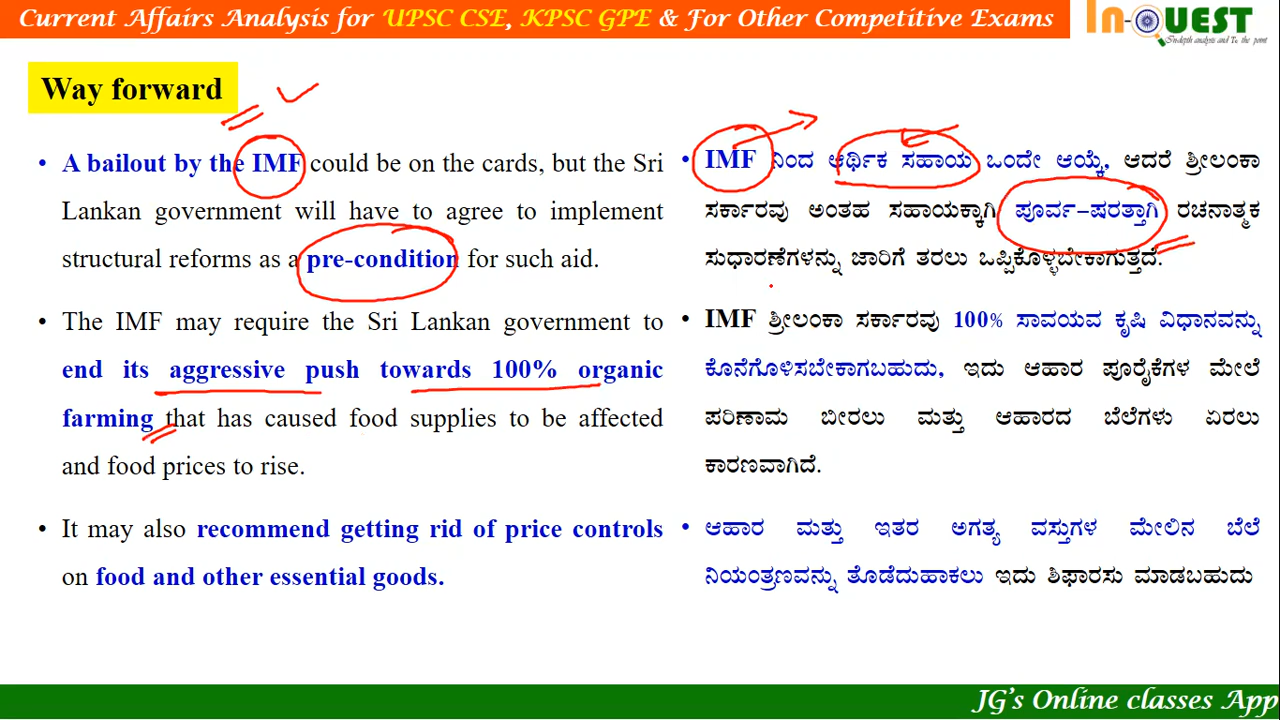 Current Affairs Analysis for UPSC CSE, KPSC GPE & For Other Competitive Exams
In-QUEST
In-depth analysis and To the point
Way forward
• A bailout by the IMF could be on the cards, but the Sri
Lankan government will have to agree to implement
structural reforms as a pre-condition for such aid.
• The IMF may require the Sri Lankan government to
end its aggressive push towards 100% organic
farming that has caused food supplies to be affected
and food prices to rise.
• It may also recommend getting rid of price controls
on food and other essential goods.
• IMF ನಿಂದ ಆರ್ಥಿಕ ಸಹಾಯ ಒಂದೇ ಆಯ್ಕೆ, ಆದರೆ ಶ್ರೀಲಂಕಾ
ಸರ್ಕಾರವು ಅಂತಹ ಸಹಾಯಕ್ಕಾಗಿ ಪೂರ್ವ-ಷರತ್ತಾಗಿ ರಚನಾತ್ಮಕ
ಸುಧಾರಣೆಗಳನ್ನು ಜಾರಿಗೆ ತರಲು ಒಪ್ಪಿಕೊಳ್ಳಬೇಕಾಗುತ್ತದೆ.
• IMF ಶ್ರೀಲಂಕಾ ಸರ್ಕಾರವು 100% ಸಾವಯವ ಕೃಷಿ ವಿಧಾನವನ್ನು
ಕೊನೆಗೊಳಿಸಬೇಕಾಗಬಹುದು, ಇದು ಆಹಾರ ಪೂರೈಕೆಗಳ ಮೇಲೆ
ಪರಿಣಾಮ ಬೀರಲು ಮತ್ತು ಆಹಾರದ ಬೆಲೆಗಳು ಏರಲು
ಕಾರಣವಾಗಿದೆ.
• ಆಹಾರ ಮತ್ತು ಇತರ ಅಗತ್ಯ ವಸ್ತುಗಳ ಮೇಲಿನ ಬೆಲೆ
ನಿಯಂತ್ರಣವನ್ನು ತೊಡೆದುಹಾಕಲು ಇದು ಶಿಫಾರಸು ಮಾಡಬಹುದು
JG's Online classes App